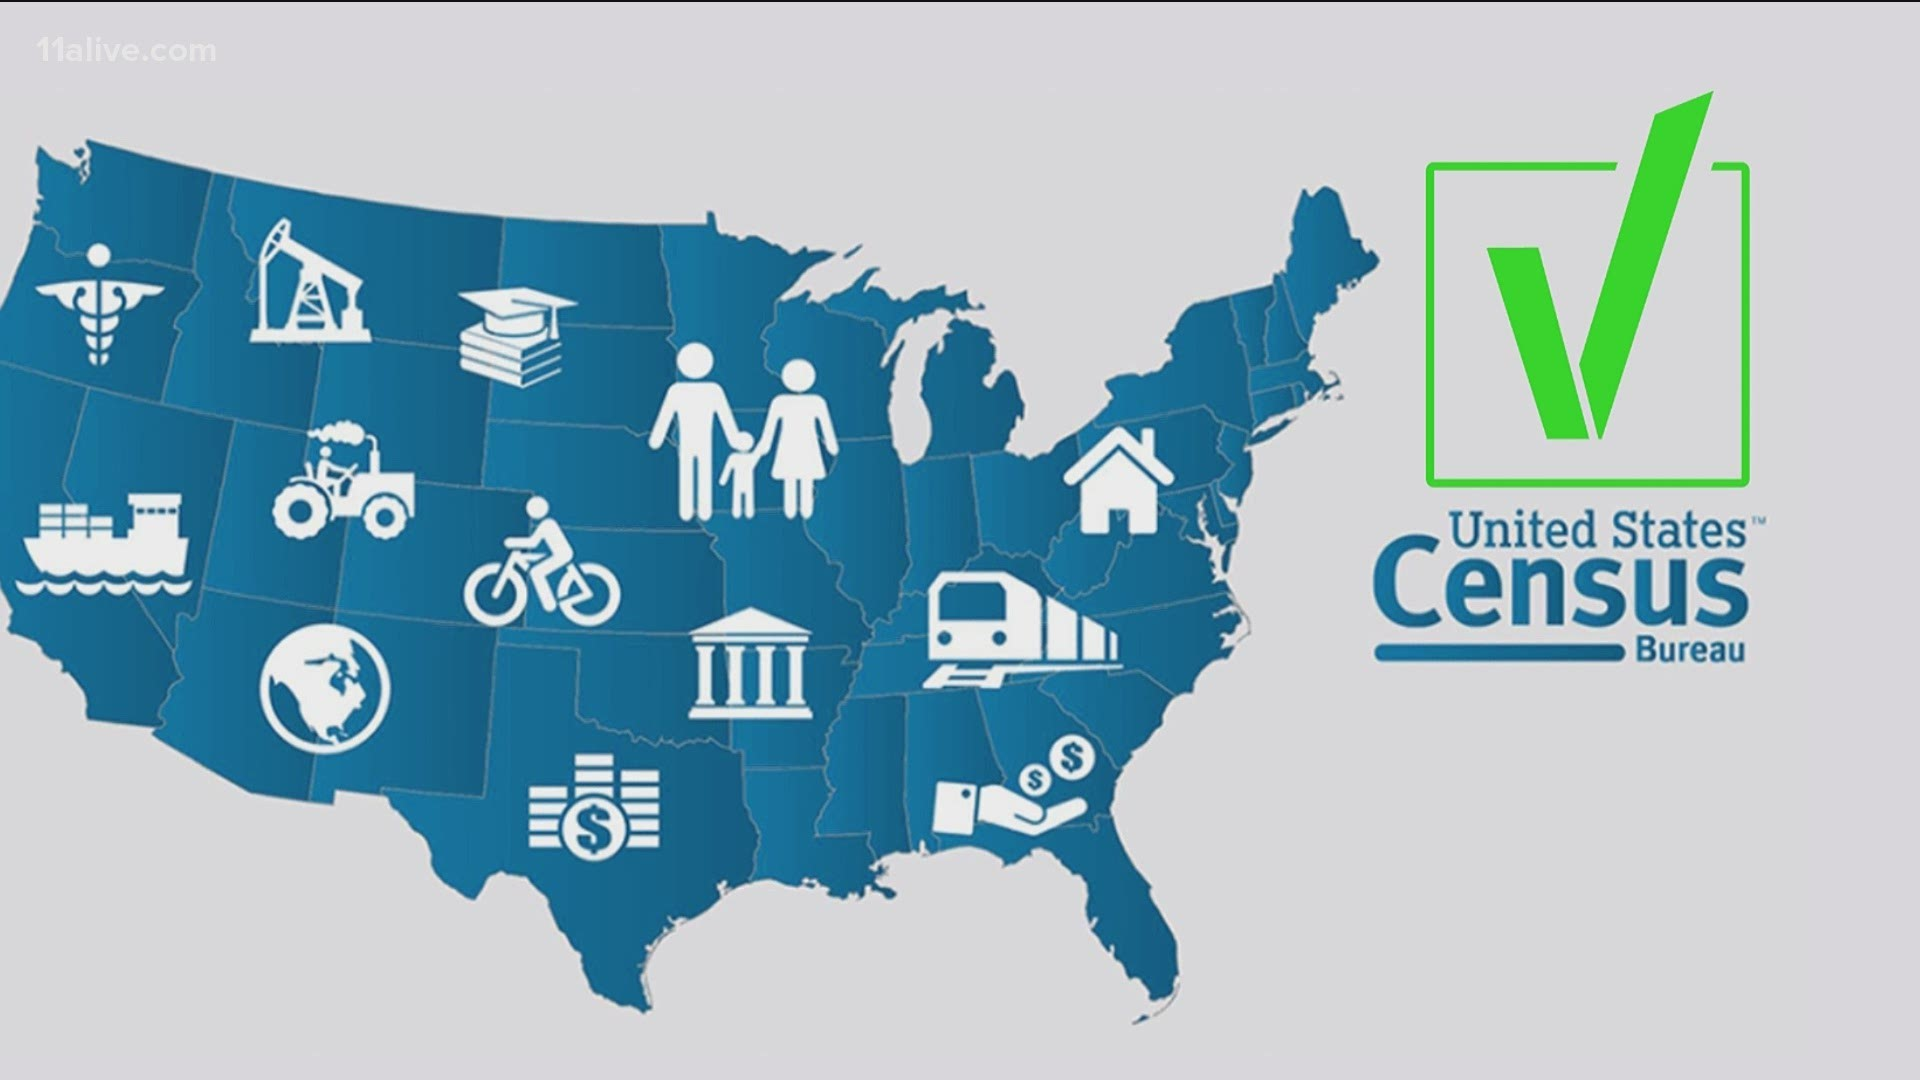 11alive.com
United States™
Census
Bureau
$
$
$